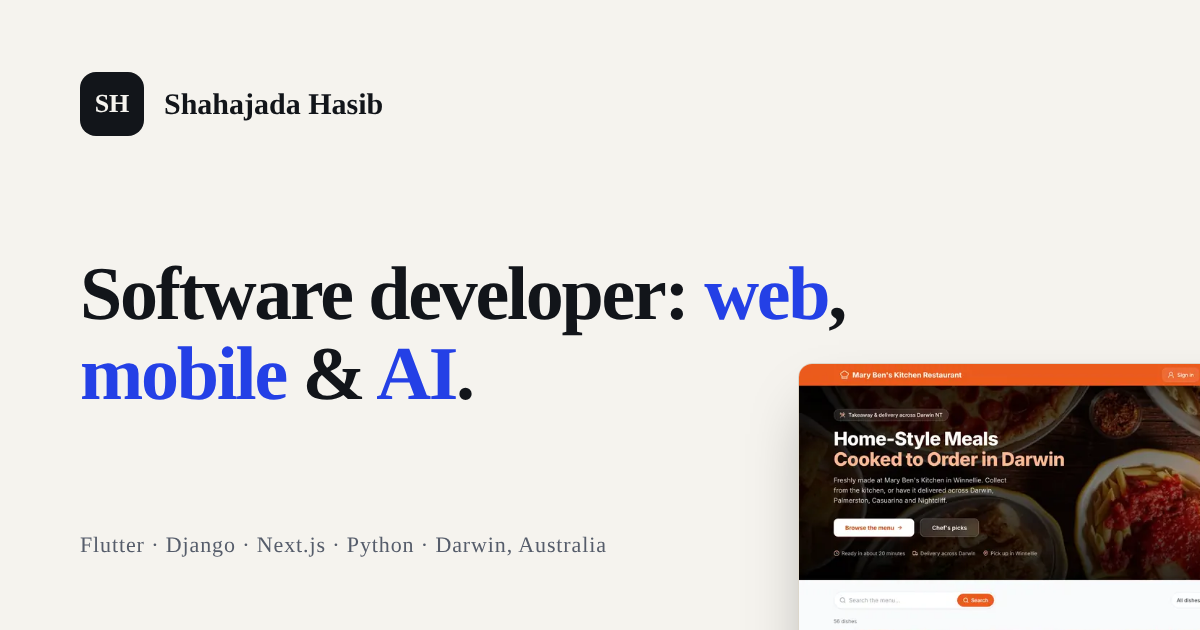 SH
Shahajada Hasib
Software developer: web,
mobile & AI.
Flutter · Django · Next.js · Python · Darwin, Australia
Mary Ben's Kitchen Restaurant
Sign in
Takeaway & delivery across Darwin NT
Home-Style Meals
Cooked to Order in Darwin
Freshly made at Mary Ben's Kitchen in Winnellie. Collect
from the kitchen, or have it delivered across Darwin,
Palmerston, Casuarina and Nightcliff.
Browse the menu →
Chef's picks
Ready in about 20 minutes
Delivery across Darwin
Pick up in Winnellie
Search the menu...
Search
All dishes
56 dishes